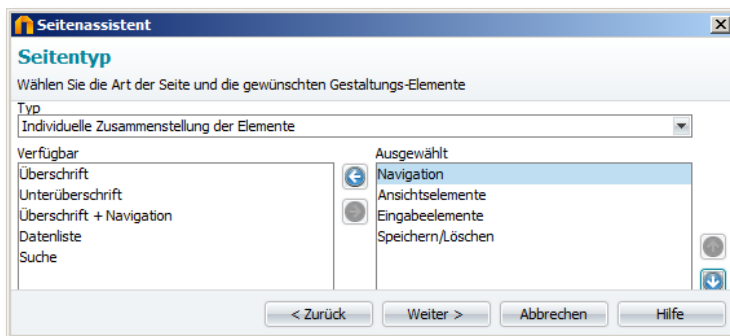 Seitenassistent
Seitentyp
Wählen Sie die Art der Seite und die gewünschten Gestaltungs-Elemente
Typ
Individuelle Zusammenstellung der Elemente
Verfügbar
Überschrift
Unterüberschrift
Überschrift + Navigation
Datenliste
Suche
Ausgewählt
Navigation
Ansichtselemente
Eingabeelemente
Speichern/Löschen
< Zurück
Weiter >
Abbrechen
Hilfe